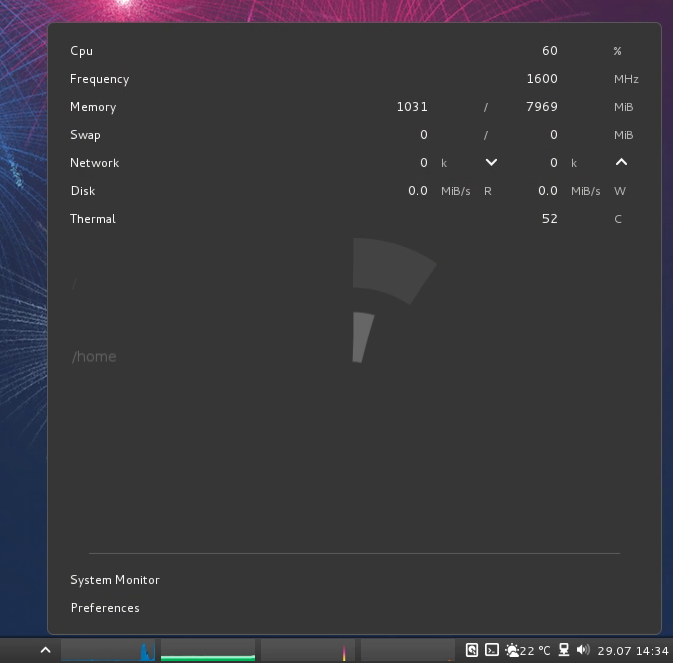 Cpu 60 %
Frequency 1600 MHz
Memory 1031 / 7969 MiB
Swap 0 / 0 MiB
Network 0 k 0 k
Disk 0.0 MiB/s R 0.0 MiB/s W
Thermal 52 C
/
/home
System Monitor
Preferences
22 °C 29.07 14:34